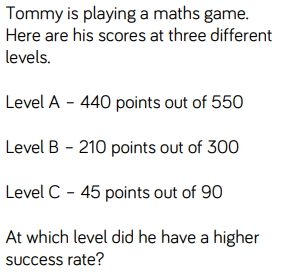 Tommy is playing a maths game.
Here are his scores at three different
levels.
Level A – 440 points out of 550
Level B – 210 points out of 300
Level C – 45 points out of 90
At which level did he have a higher
success rate?